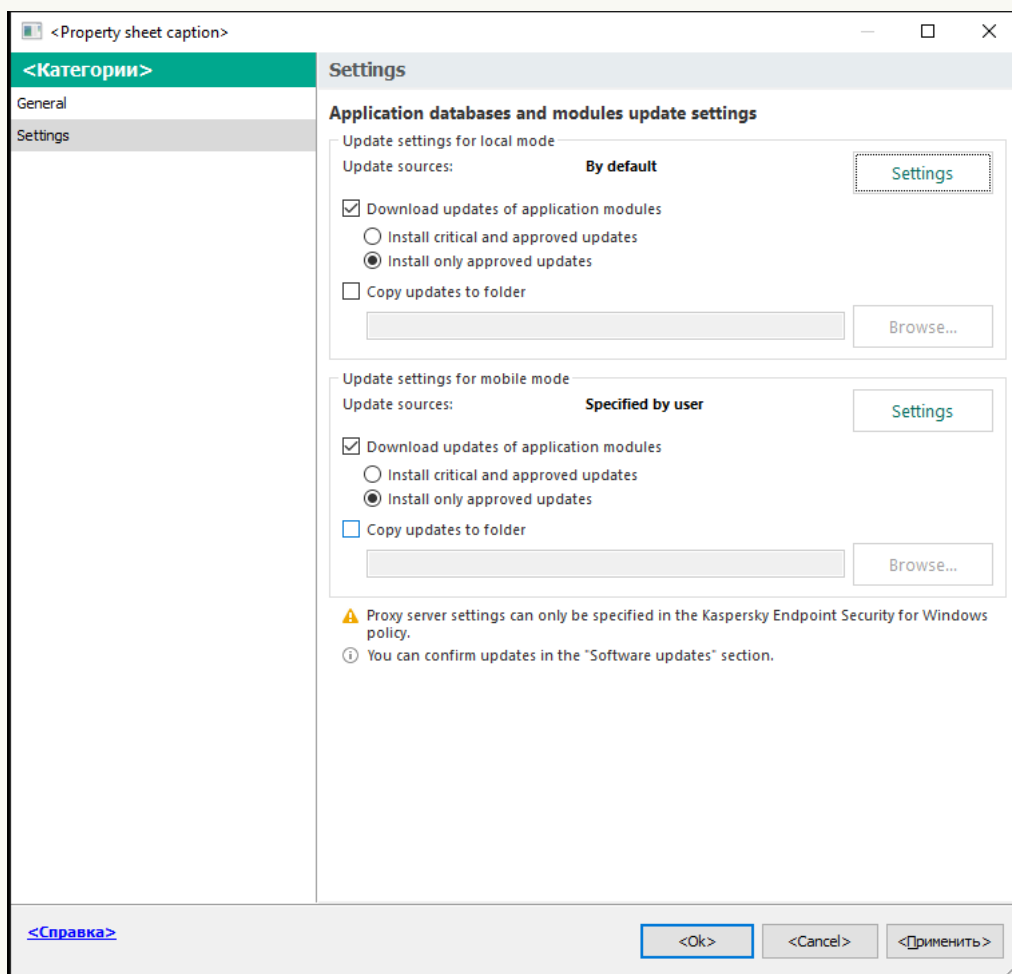 <Property sheet caption>
<Категории>
General
Settings
Settings
Application databases and modules update settings
Update settings for local mode
Update sources: By default Settings
Download updates of application modules
Install critical and approved updates
Install only approved updates
Copy updates to folder
Browse...
Update settings for mobile mode
Update sources: Specified by user Settings
Download updates of application modules
Install critical and approved updates
Install only approved updates
Copy updates to folder
Browse...
Proxy server settings can only be specified in the Kaspersky Endpoint Security for Windows
policy.
You can confirm updates in the "Software updates" section.
<Справка>
<Ok> <Cancel> <Применить>